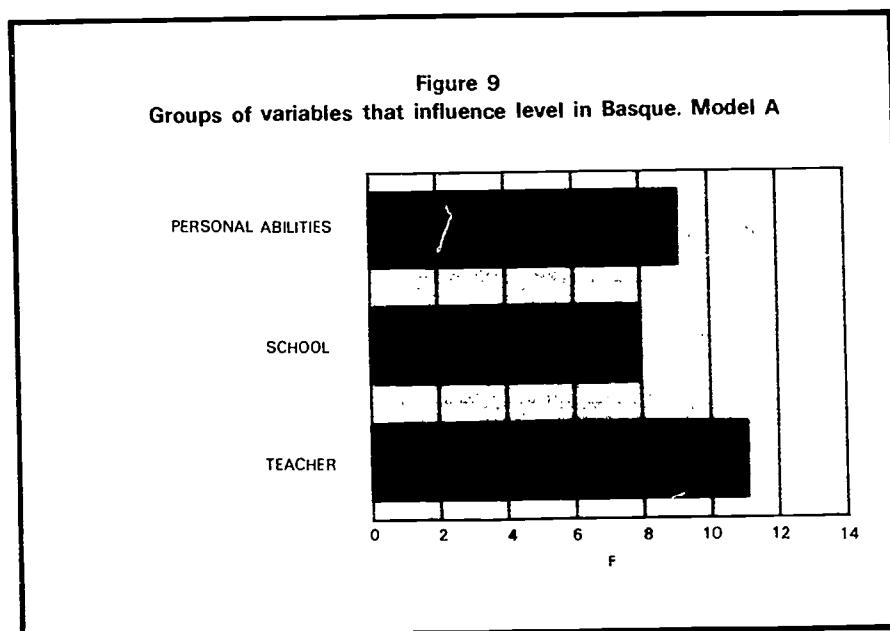 Figure 9
Groups of variables that influence level in Basque. Model A
PERSONAL ABILITIES
SCHOOL
TEACHER
0 2 4 6 8 10 12 14
F